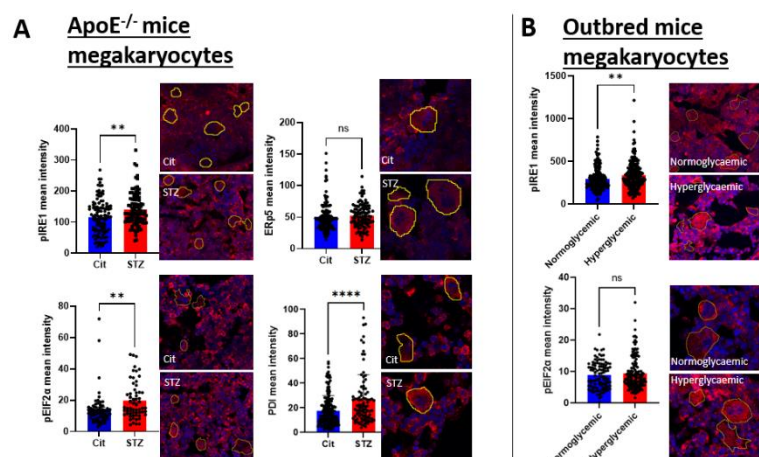 A
ApoE-/- mice
megakaryocytes
pIRE1 mean intensity
400
300
200
100
0
**
Cit
STZ
Cit
STZ
ERp5 mean intensity
200
150
100
50
0
ns
Cit
STZ
Cit
STZ
pEIF2α mean intensity
80
60
40
20
0
**
Cit
STZ
Cit
STZ
PDI mean intensity
100
80
60
40
20
0
****
Cit
STZ
Cit
STZ
B
Outbred mice
megakaryocytes
pIRE1 mean intensity
1500
1000
500
0
**
Normoglycemic
Hyperglycemic
Normoglycaemic
Hyperglycaemic
pEIF2α mean intensity
40
30
20
10
0
ns
ormoglycemic
Hyperglycemic
Normoglycaemic
Hyperglycaemic